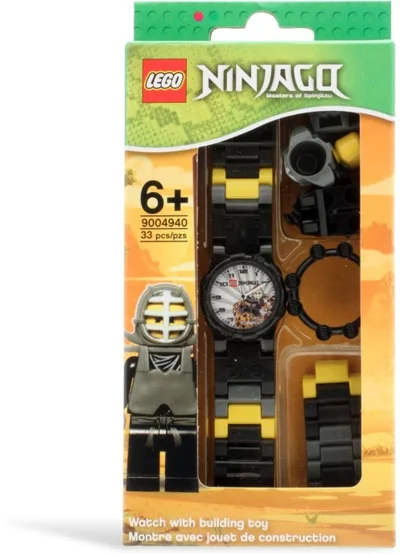 LEGO
NINJAGO
Masters of Spinjitzu
6+
9004940
33 pcs/pzs
NINJAGO
Watch with building toy
Montre avec jouet de construction